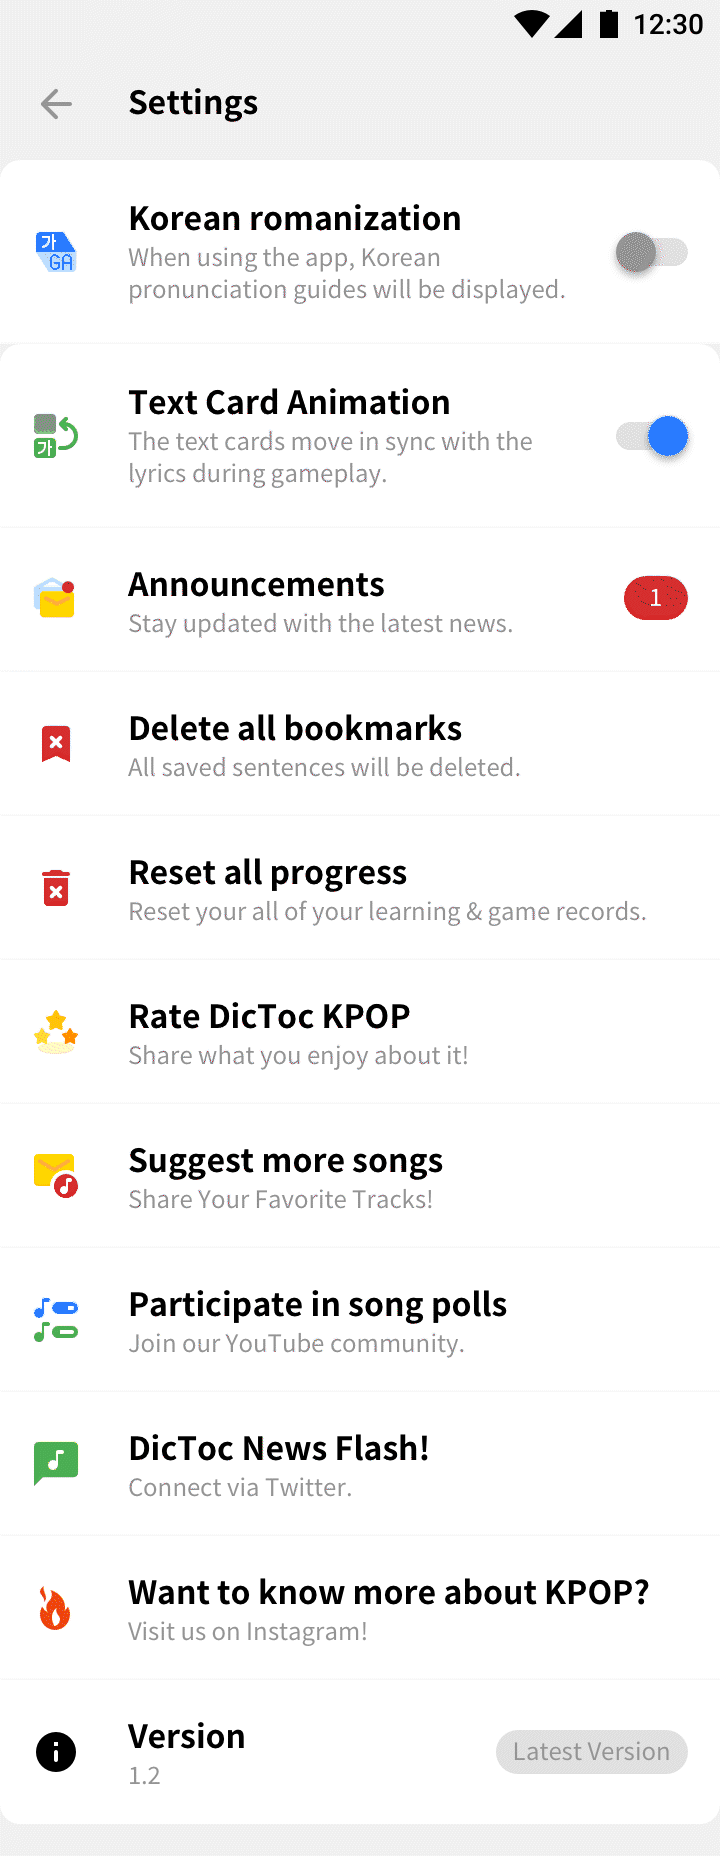 12:30
Settings
Korean romanization
When using the app, Korean
pronunciation guides will be displayed.
가
GA
Text Card Animation
The text cards move in sync with the
lyrics during gameplay.
가
Announcements
Stay updated with the latest news.
1
Delete all bookmarks
All saved sentences will be deleted.
Reset all progress
Reset your all of your learning & game records.
Rate DicToc KPOP
Share what you enjoy about it!
Suggest more songs
Share Your Favorite Tracks!
Participate in song polls
Join our YouTube community.
DicToc News Flash!
Connect via Twitter.
Want to know more about KPOP?
Visit us on Instagram!
Version
1.2
Latest Version